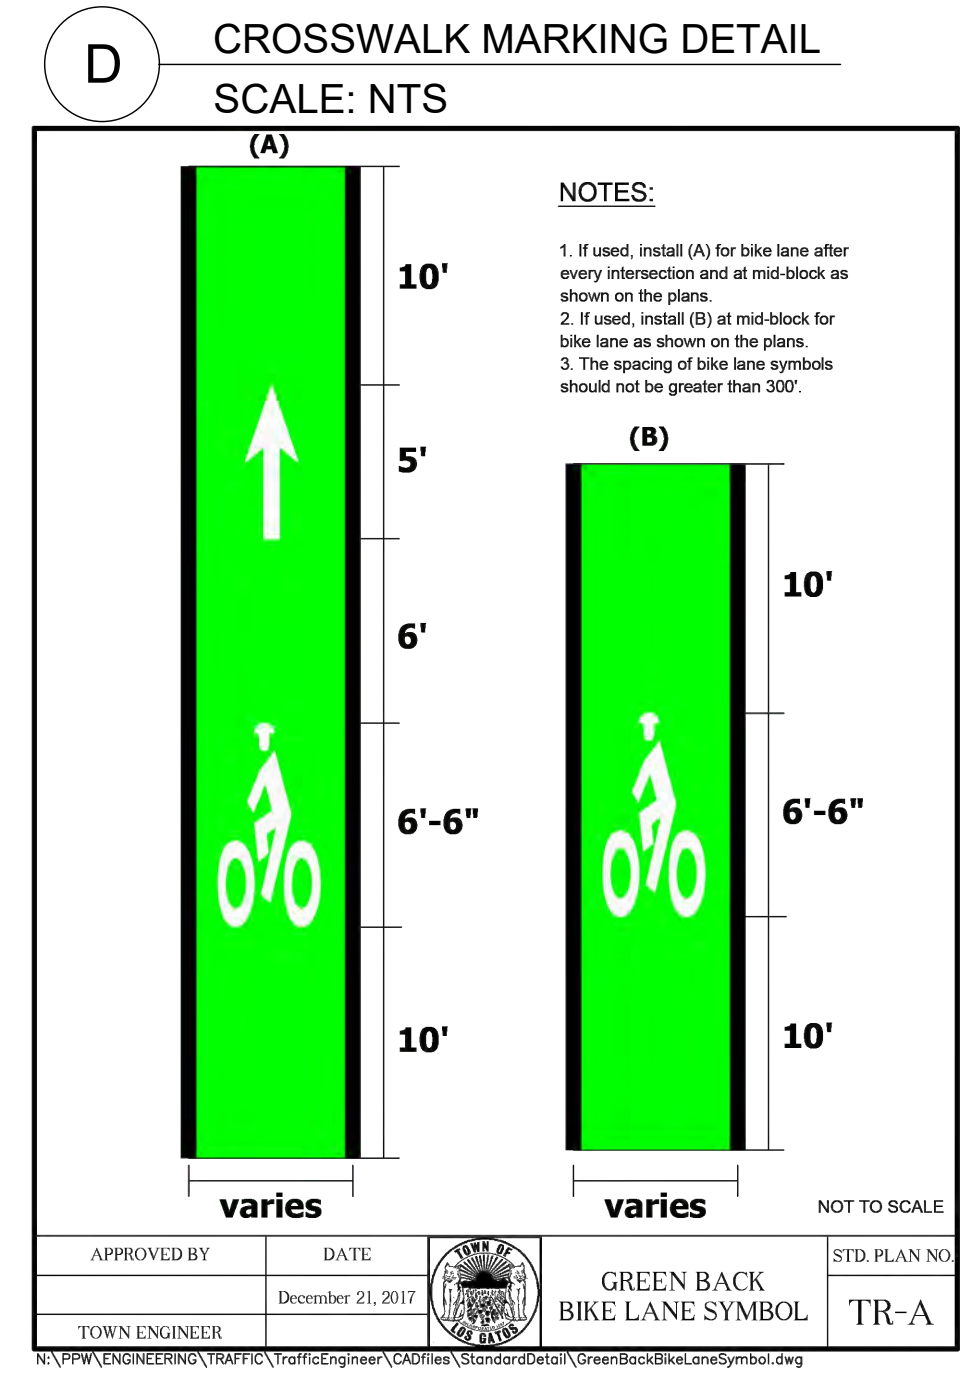 D
CROSSWALK MARKING DETAIL
SCALE: NTS
(A)
10'
5'
6'
6'-6"
10'
varies
NOTES:
1. If used, install (A) for bike lane after
every intersection and at mid-block as
shown on the plans.
2. If used, install (B) at mid-block for
bike lane as shown on the plans.
3. The spacing of bike lane symbols
should not be greater than 300'.
(B)
10'
6'-6"
10'
varies
NOT TO SCALE
APPROVED BY
DATE
December 21, 2017
TOWN ENGINEER
TOWN OF
LOS GATOS
GREEN BACK
BIKE LANE SYMBOL
STD. PLAN NO.
TR-A
N:\PPW\ENGINEERING\TRAFFIC\TrafficEngineer\CADfiles\StandardDetail\GreenBackBikeLaneSymbol.dwg